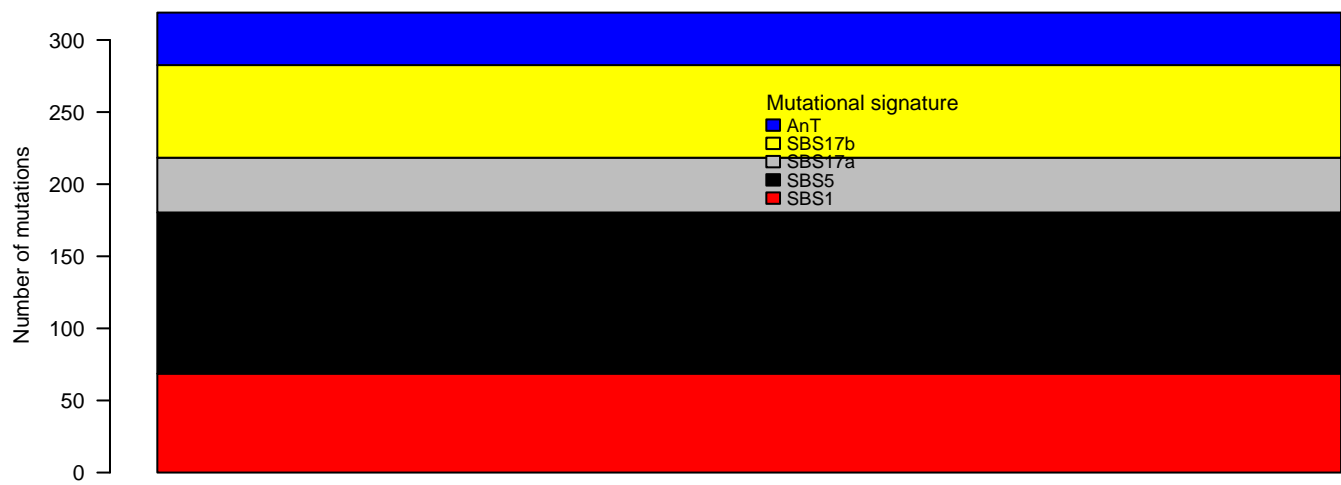 Number of mutations
300
250
200
150
100
50
0
Mutational signature
AnT
SBS17b
SBS17a
SBS5
SBS1